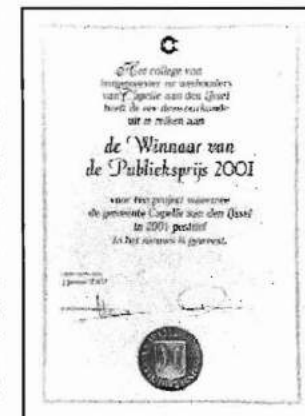 Het college van
burgemeester en wethouders
van Capelle aan den IJssel
heeft de eer deze oorkonde
uit te reiken aan
de Winnaar van
de Publieksprijs 2001
voor het project waarmee
de gemeente Capelle aan den IJssel
in 2001 positief
in het nieuws is geweest.